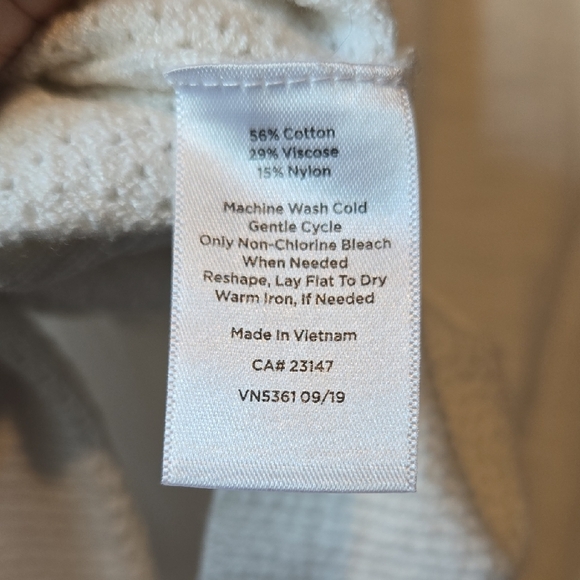 56% Cotton
29% Viscose
15% Nylon
Machine Wash Cold
Gentle Cycle
Only Non-Chlorine Bleach
When Needed
Reshape, Lay Flat To Dry
Warm Iron, If Needed
Made In Vietnam
CA# 23147
VN5361 09/19